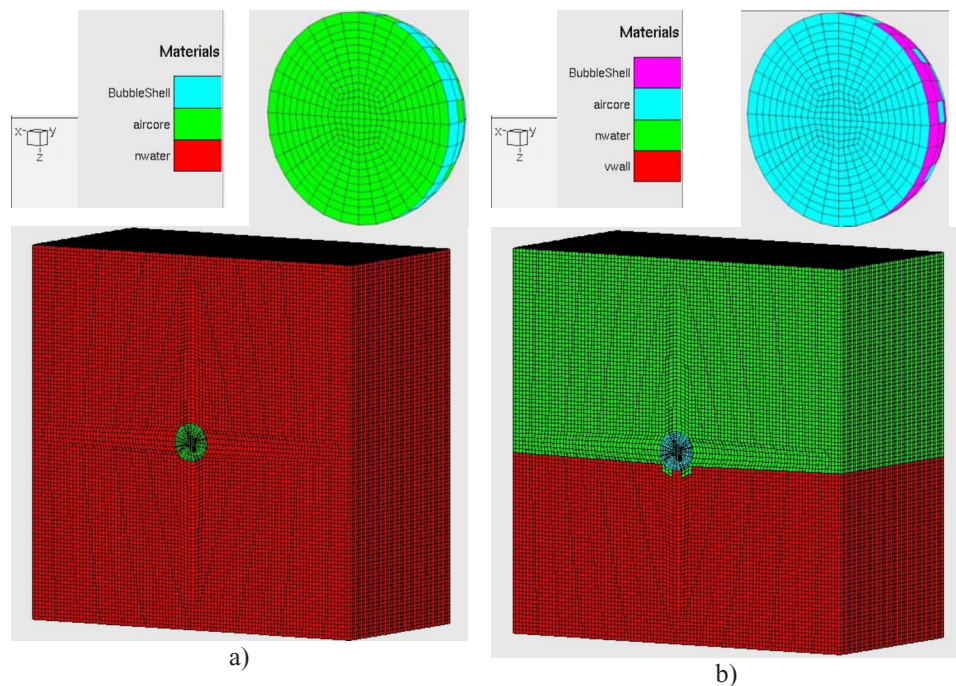 Materials
BubbleShell
aircore
nwater
x y
z
a)
Materials
BubbleShell
aircore
nwater
vwall
x y
z
b)